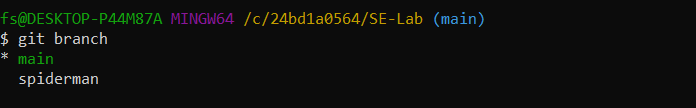 fs@DESKTOP-P44M87A MINGW64 /c/24bd1a0564/SE-Lab (main)
$ git branch
* main
  spiderman